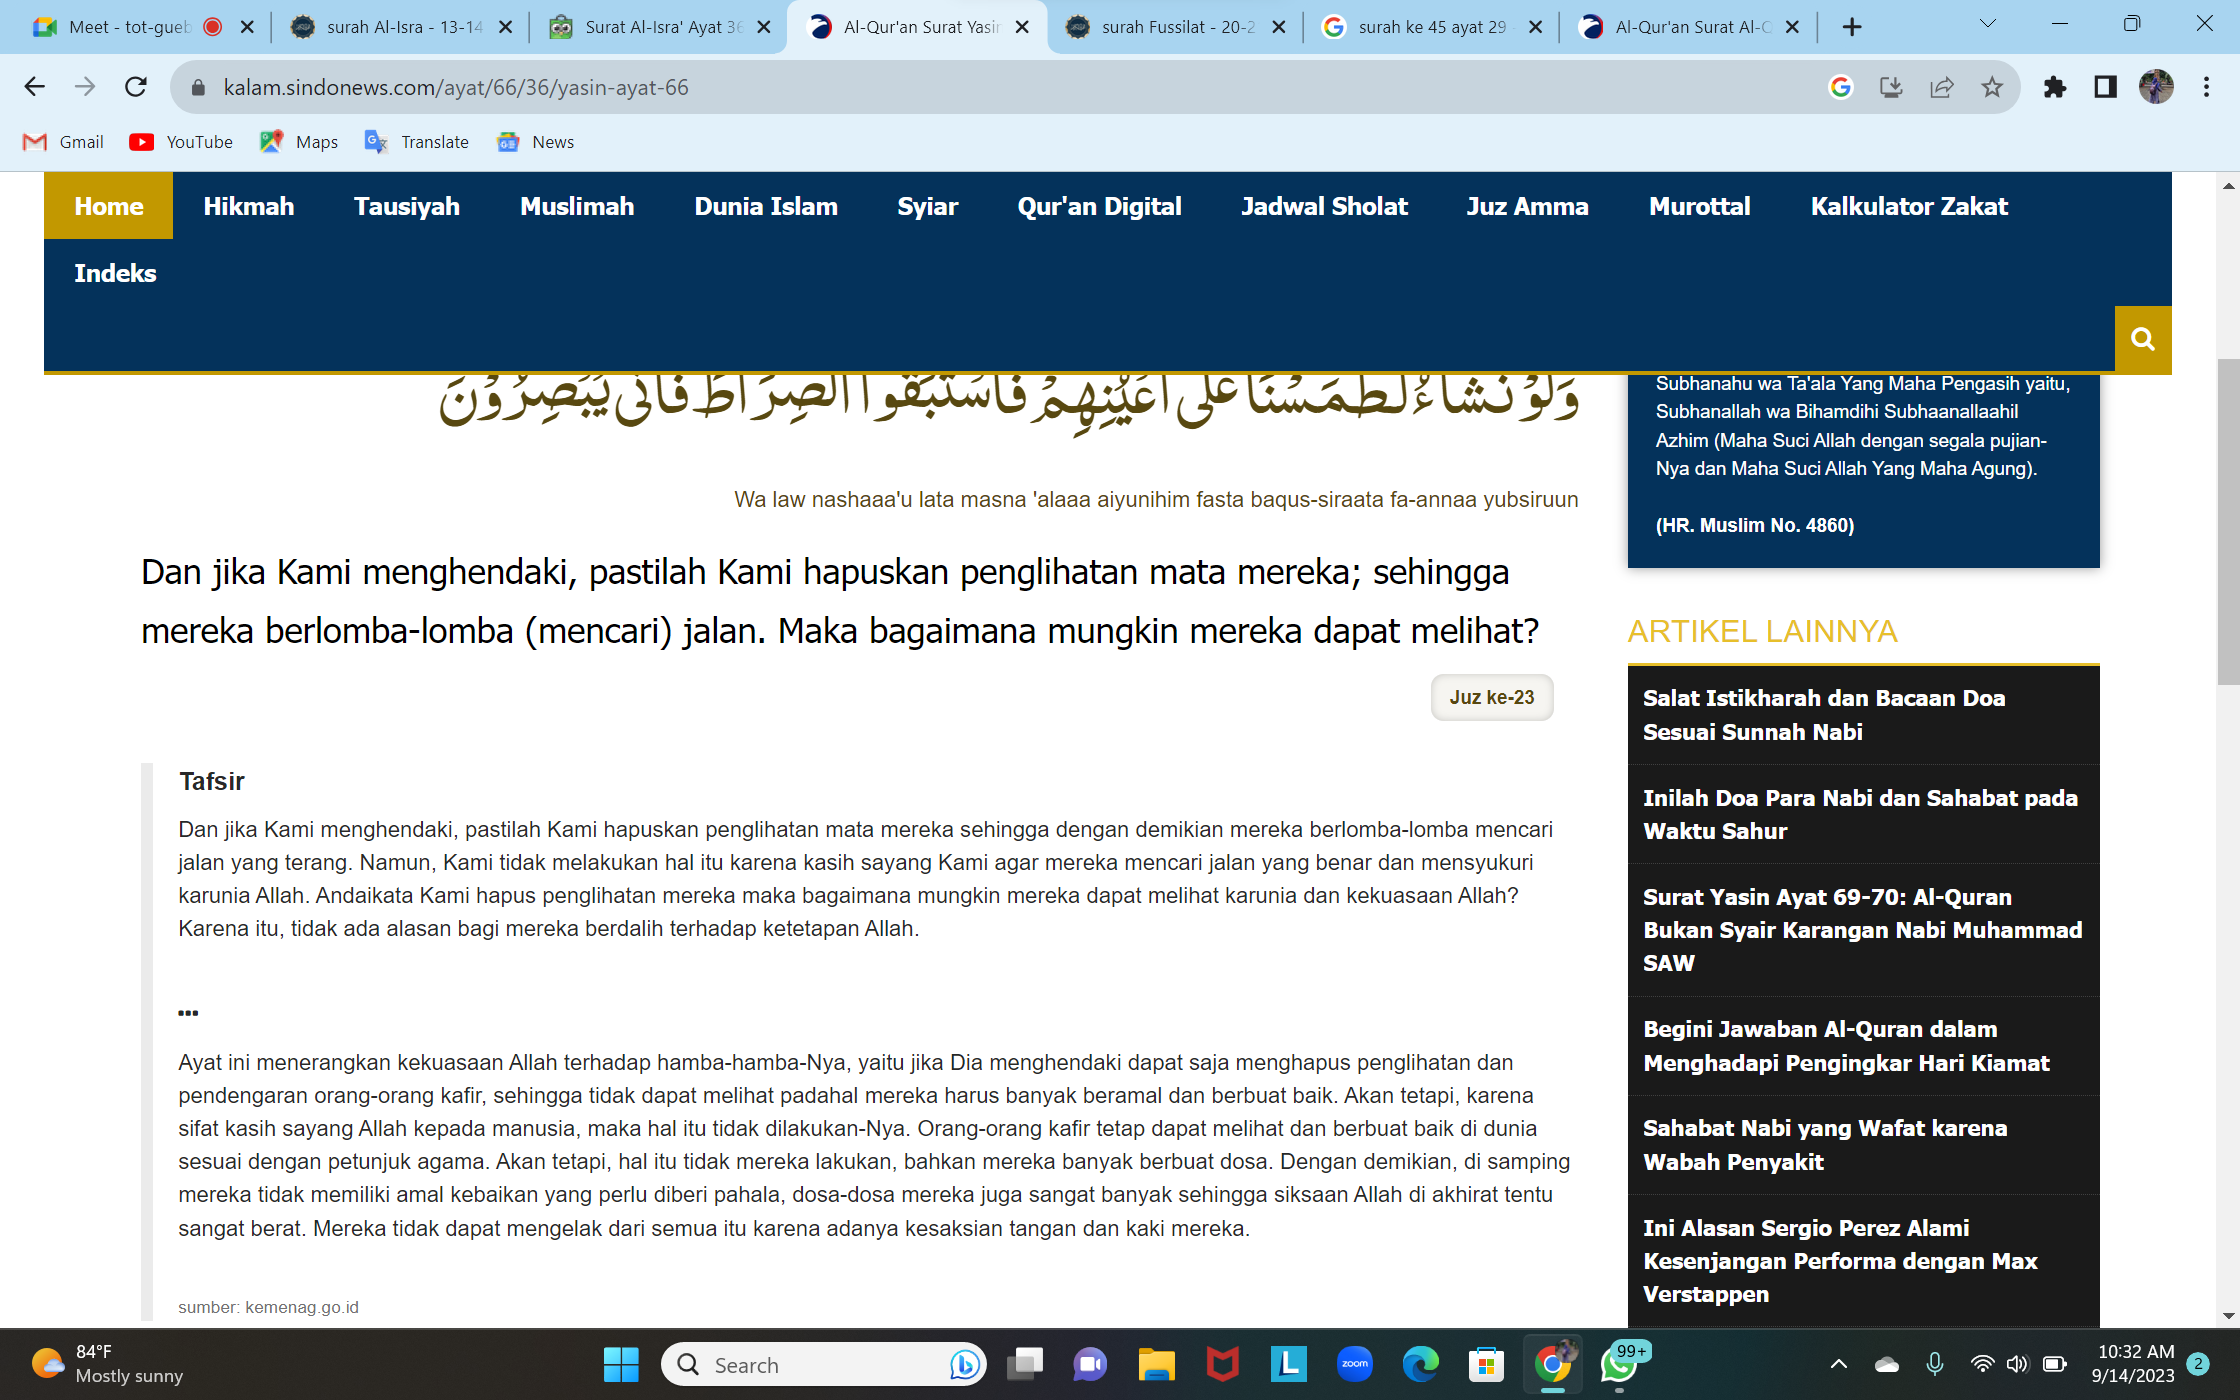 Meet - tot-gueb
surah Al-Isra - 13-14
Surat Al-Isra' Ayat 36
Al-Qur'an Surat Yasin
surah Fussilat - 20-2
surah ke 45 ayat 29 -
Al-Qur'an Surat Al-Q
kalam.sindonews.com/ayat/66/36/yasin-ayat-66
Gmail
YouTube
Maps
Translate
News
Home Hikmah Tausiyah Muslimah Dunia Islam Syiar Qur'an Digital Jadwal Sholat Juz Amma Murottal Kalkulator Zakat
Indeks
وَلَوْ نَشَاۤءُ لَطَمَسْنَا عَلٰٓى اَعْيُنِهِمْ فَاسْتَبَقُوا الصِّرَاطَ فَاَنّٰى يُبْصِرُوْنَ
Wa law nashaaa'u lata masna 'alaaa aiyunihim fasta baqus-siraata fa-annaa yubsiruun
Dan jika Kami menghendaki, pastilah Kami hapuskan penglihatan mata mereka; sehingga
mereka berlomba-lomba (mencari) jalan. Maka bagaimana mungkin mereka dapat melihat?
Juz ke-23
Tafsir
Dan jika Kami menghendaki, pastilah Kami hapuskan penglihatan mata mereka sehingga dengan demikian mereka berlomba-lomba mencari
jalan yang terang. Namun, Kami tidak melakukan hal itu karena kasih sayang Kami agar mereka mencari jalan yang benar dan mensyukuri
karunia Allah. Andaikata Kami hapus penglihatan mereka maka bagaimana mungkin mereka dapat melihat karunia dan kekuasaan Allah?
Karena itu, tidak ada alasan bagi mereka berdalih terhadap ketetapan Allah.
...
Ayat ini menerangkan kekuasaan Allah terhadap hamba-hamba-Nya, yaitu jika Dia menghendaki dapat saja menghapus penglihatan dan
pendengaran orang-orang kafir, sehingga tidak dapat melihat padahal mereka harus banyak beramal dan berbuat baik. Akan tetapi, karena
sifat kasih sayang Allah kepada manusia, maka hal itu tidak dilakukan-Nya. Orang-orang kafir tetap dapat melihat dan berbuat baik di dunia
sesuai dengan petunjuk agama. Akan tetapi, hal itu tidak mereka lakukan, bahkan mereka banyak berbuat dosa. Dengan demikian, di samping
mereka tidak memiliki amal kebaikan yang perlu diberi pahala, dosa-dosa mereka juga sangat banyak sehingga siksaan Allah di akhirat tentu
sangat berat. Mereka tidak dapat mengelak dari semua itu karena adanya kesaksian tangan dan kaki mereka.
sumber: kemenag.go.id
Subhanahu wa Ta'ala Yang Maha Pengasih yaitu,
Subhanallah wa Bihamdihi Subhaanallaahil
Azhim (Maha Suci Allah dengan segala pujian-
Nya dan Maha Suci Allah Yang Maha Agung).
(HR. Muslim No. 4860)
ARTIKEL LAINNYA
Salat Istikharah dan Bacaan Doa
Sesuai Sunnah Nabi
Inilah Doa Para Nabi dan Sahabat pada
Waktu Sahur
Surat Yasin Ayat 69-70: Al-Quran
Bukan Syair Karangan Nabi Muhammad
SAW
Begini Jawaban Al-Quran dalam
Menghadapi Pengingkar Hari Kiamat
Sahabat Nabi yang Wafat karena
Wabah Penyakit
Ini Alasan Sergio Perez Alami
Kesenjangan Performa dengan Max
Verstappen
84°F
Mostly sunny
Search
L
zoom
99+
10:32 AM
9/14/2023
2